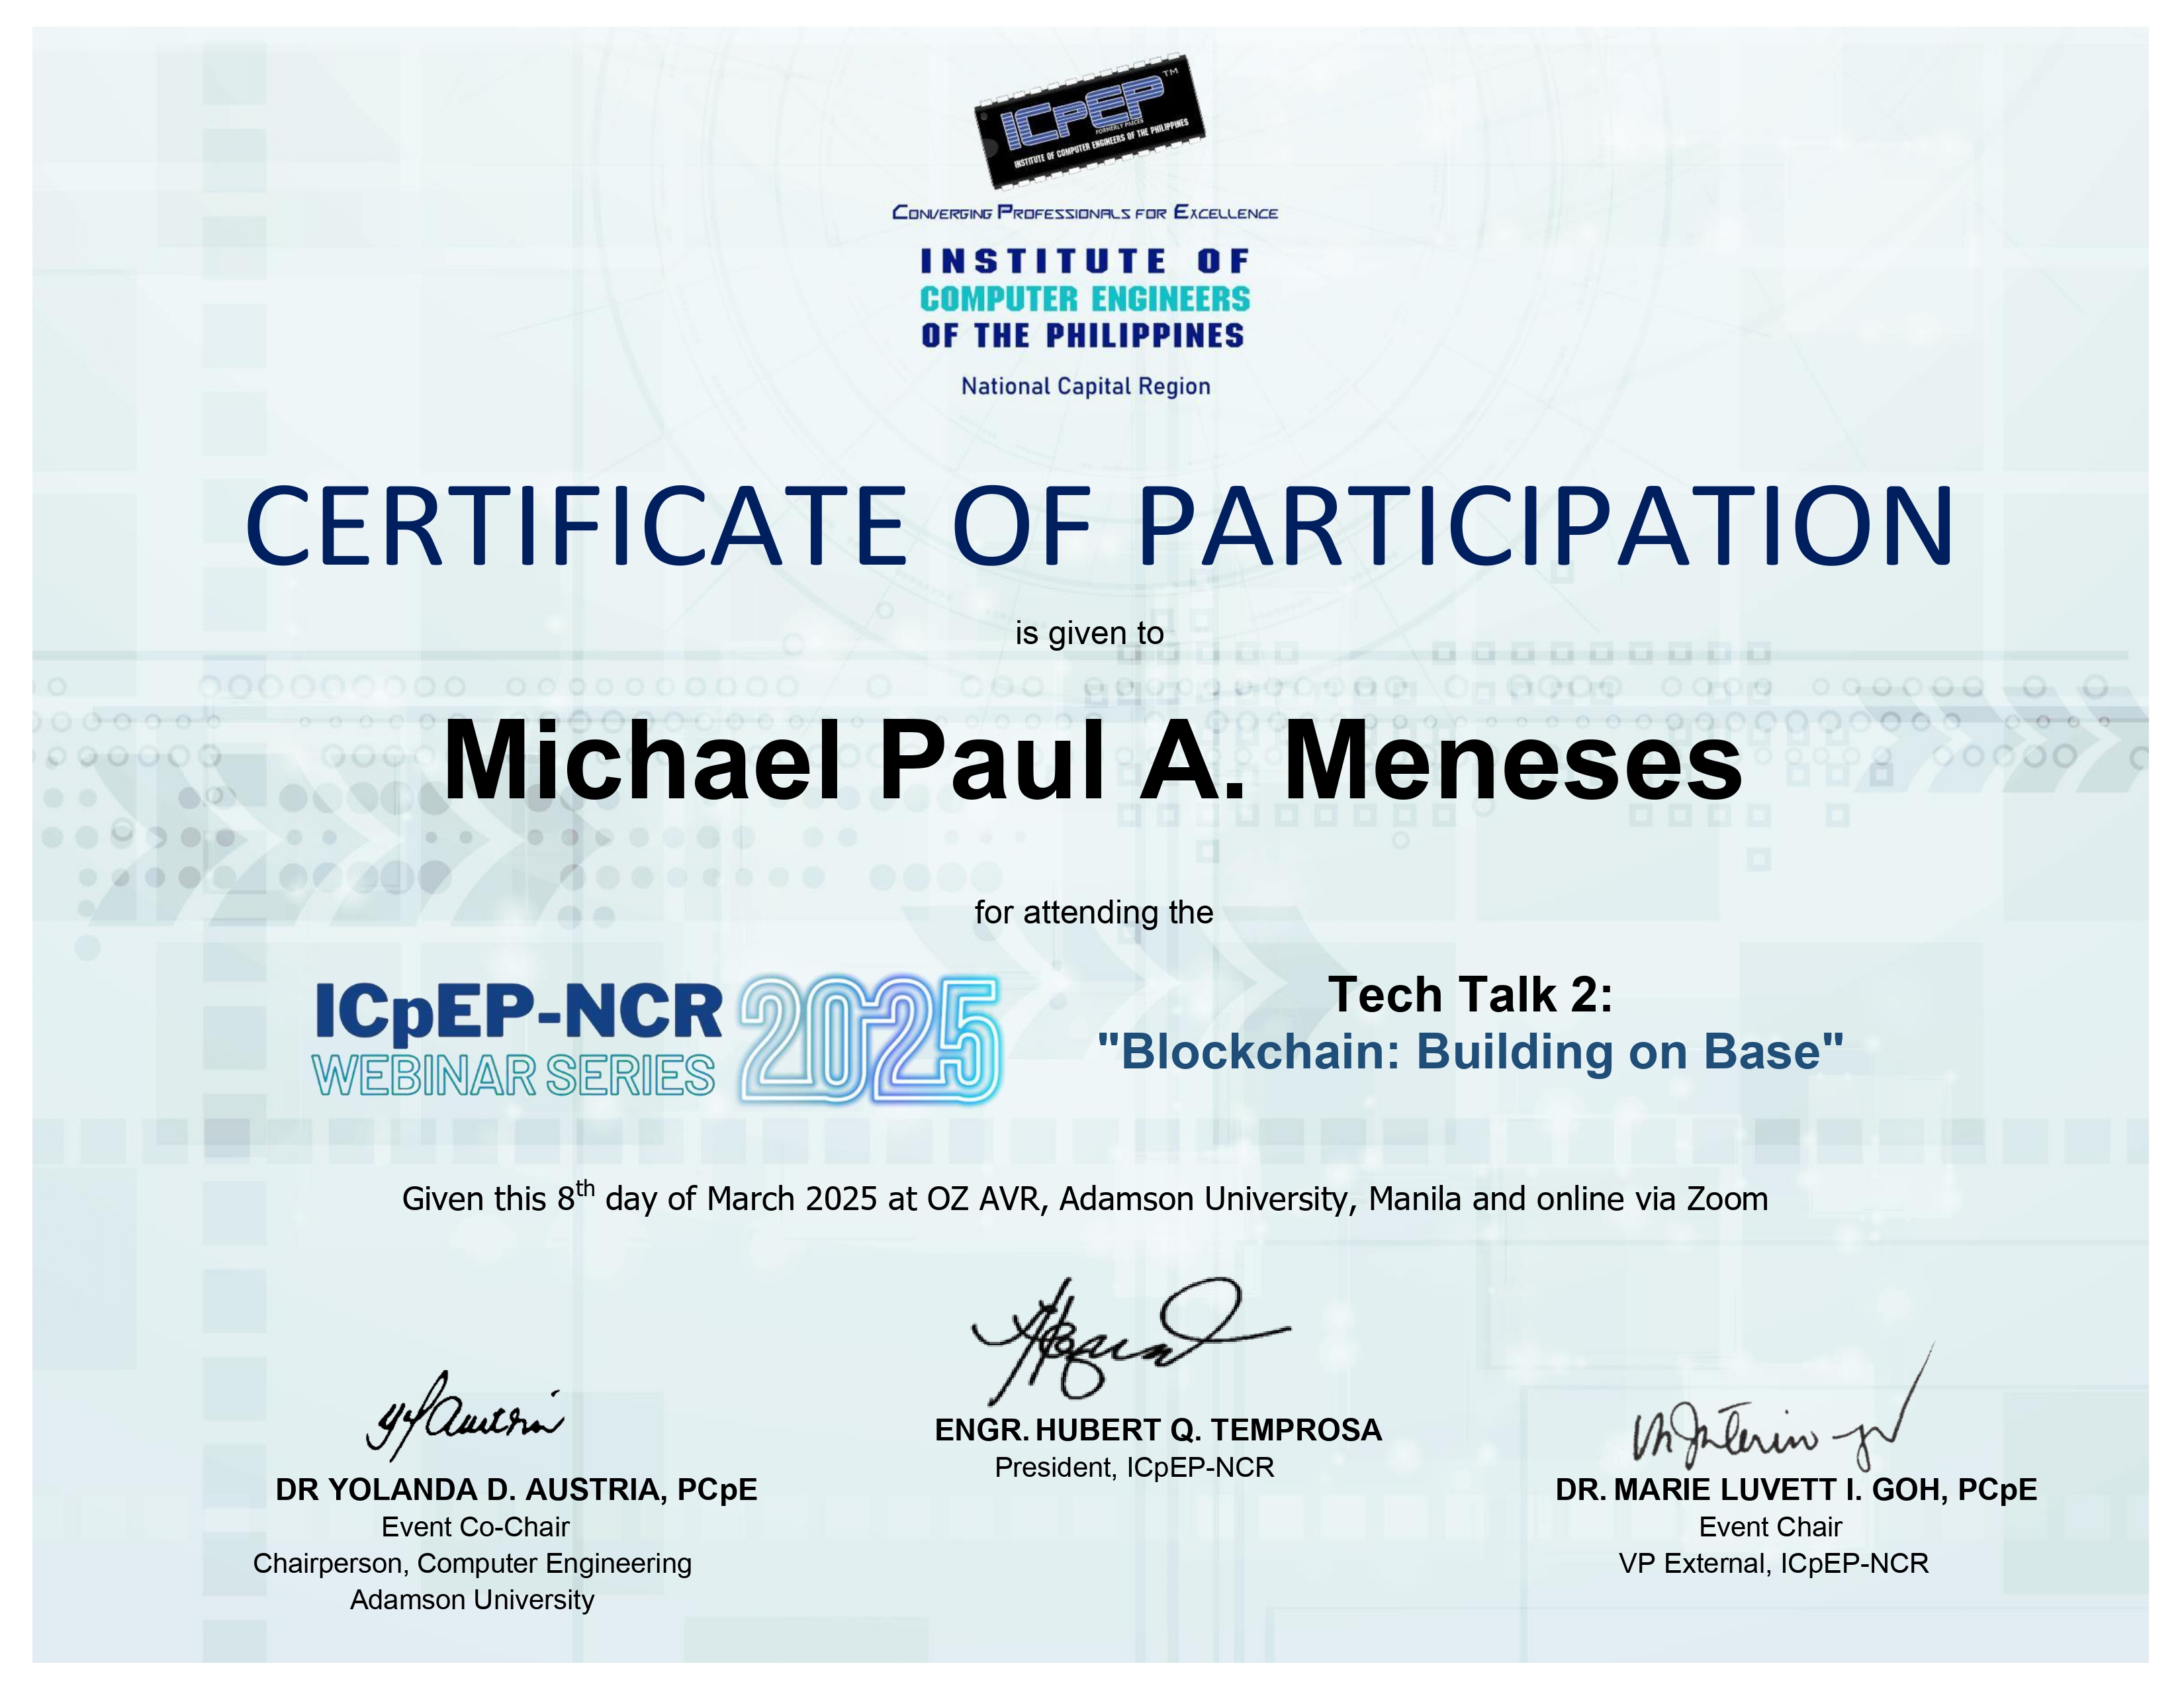 ICpEP™
FORMERLY PhICES
INSTITUTE OF COMPUTER ENGINEERS OF THE PHILIPPINES
CONVERGING PROFESSIONALS FOR EXCELLENCE
INSTITUTE OF
COMPUTER ENGINEERS
OF THE PHILIPPINES
National Capital Region
CERTIFICATE OF PARTICIPATION
is given to
Michael Paul A. Meneses
for attending the
ICpEP-NCR
WEBINAR SERIES
2025
Tech Talk 2:
"Blockchain: Building on Base"
Given this 8th day of March 2025 at OZ AVR, Adamson University, Manila and online via Zoom
ENGR. HUBERT Q. TEMPROSA
President, ICpEP-NCR
DR YOLANDA D. AUSTRIA, PCpE
Event Co-Chair
Chairperson, Computer Engineering
Adamson University
DR. MARIE LUVETT I. GOH, PCpE
Event Chair
VP External, ICpEP-NCR